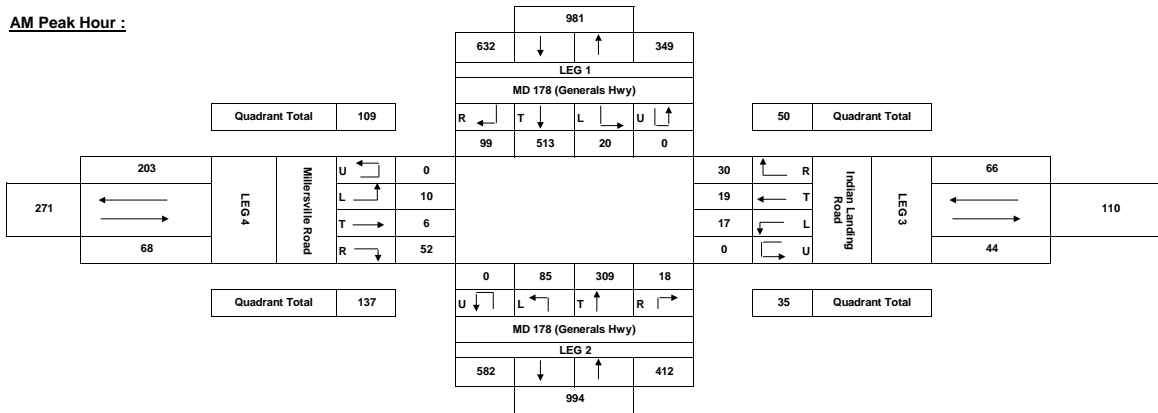 AM Peak Hour :
981
632 349
LEG 1
MD 178 (Generals Hwy)
Quadrant Total 109
R T L U
50 Quadrant Total
99 513 20 0
203
271
68
LEG 4
Millersville Road
U 0
L 10
T 6
R 52
30 R
19 T
17 L
0 U
Indian Landing Road
LEG 3
66
110
44
0 85 309 18
Quadrant Total 137
U L T R
35 Quadrant Total
MD 178 (Generals Hwy)
LEG 2
582 412
994